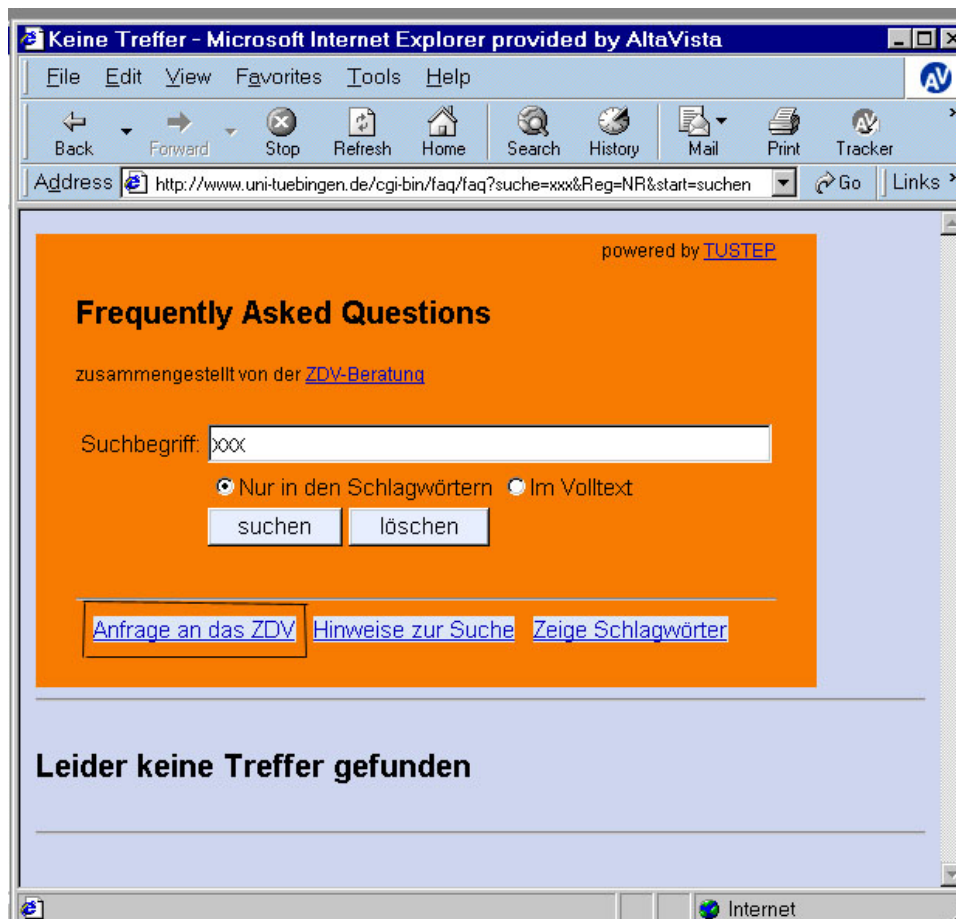 Keine Treffer - Microsoft Internet Explorer provided by AltaVista
File Edit View Favorites Tools Help
AV
Back Forward Stop Refresh Home Search History Mail Print Tracker
Address http://www.uni-tuebingen.de/cgi-bin/faq/faq?suche=xxx&Reg=NR&start=suchen Go Links
powered by TUSTEP
Frequently Asked Questions
zusammengestellt von der ZDV-Beratung
Suchbegriff: xxx
Nur in den Schlagwörtern Im Volltext
suchen löschen
Anfrage an das ZDV Hinweise zur Suche Zeige Schlagwörter
Leider keine Treffer gefunden
Internet